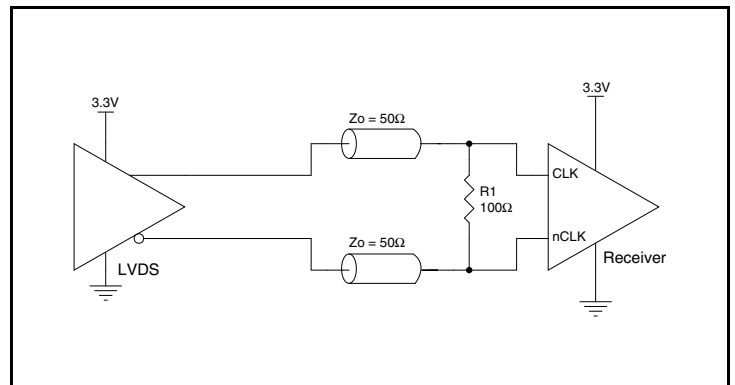 3.3V
3.3V
Zo = 50Ω
CLK
R1
100Ω
nCLK
Zo = 50Ω
LVDS
Receiver